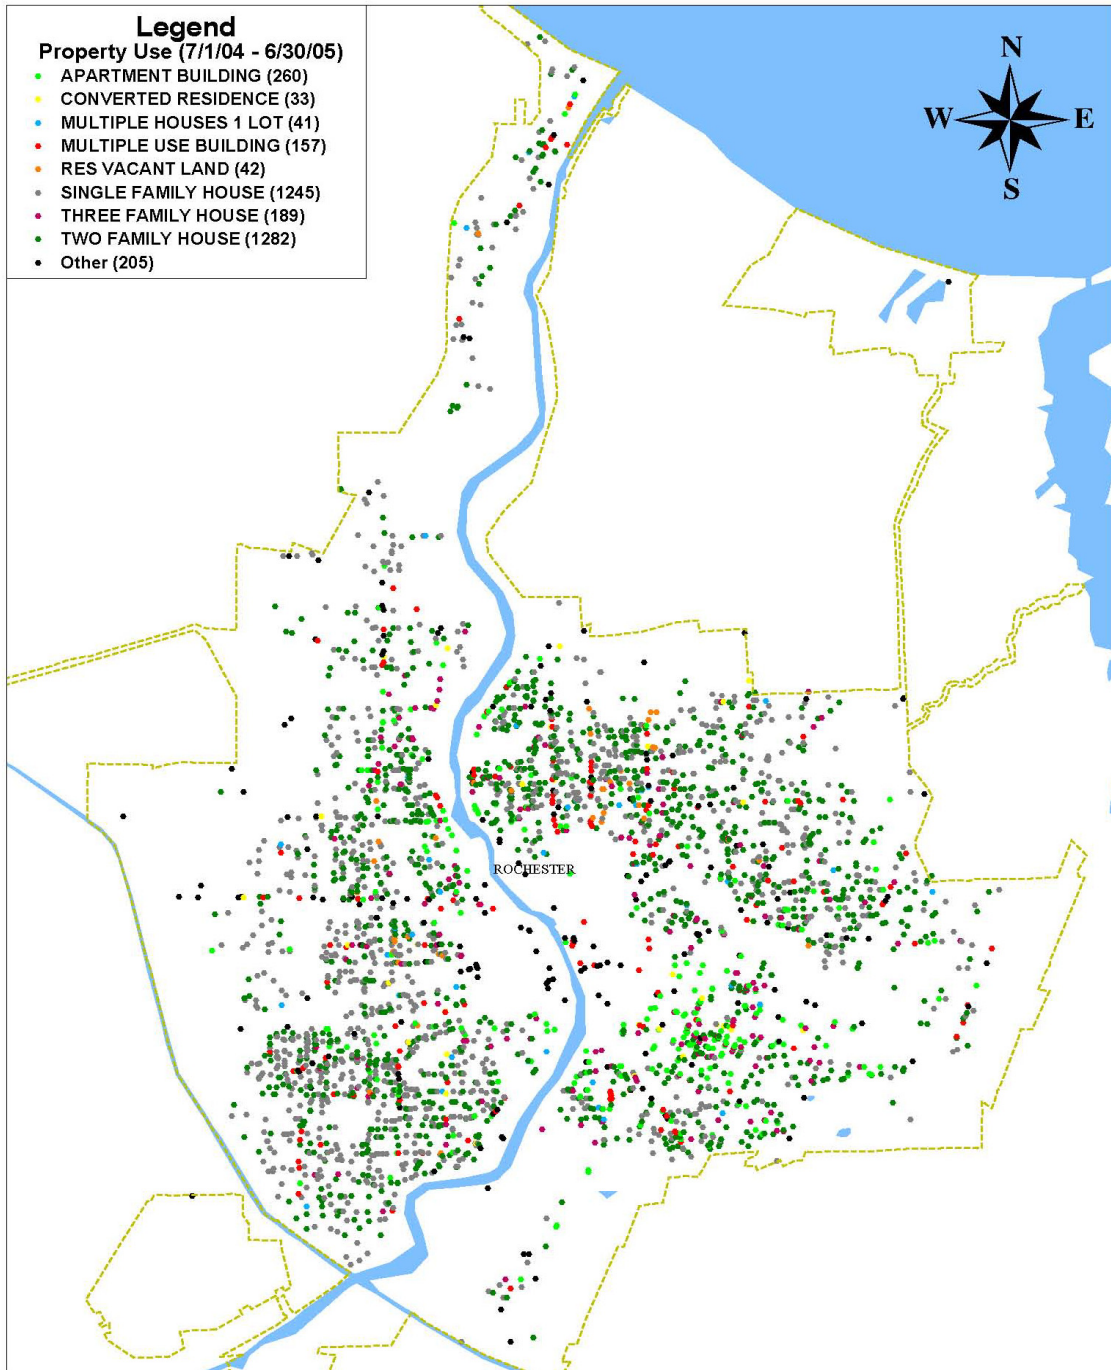 Legend
Property Use (7/1/04 - 6/30/05)
APARTMENT BUILDING (260)
CONVERTED RESIDENCE (33)
MULTIPLE HOUSES 1 LOT (41)
MULTIPLE USE BUILDING (157)
RES VACANT LAND (42)
SINGLE FAMILY HOUSE (1245)
THREE FAMILY HOUSE (189)
TWO FAMILY HOUSE (1282)
Other (205)
N
W E
S
ROCHESTER